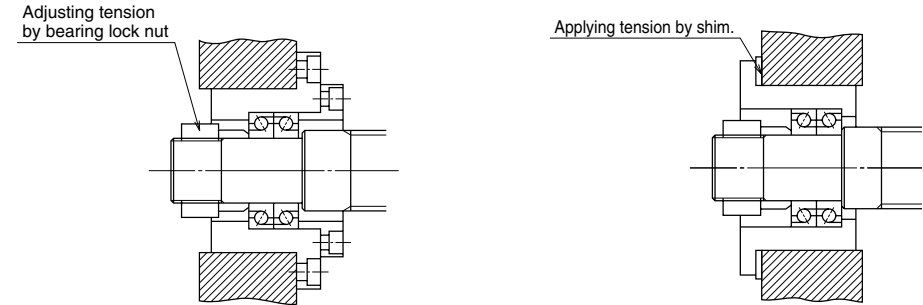 Adjusting tension
by bearing lock nut
Applying tension by shim.